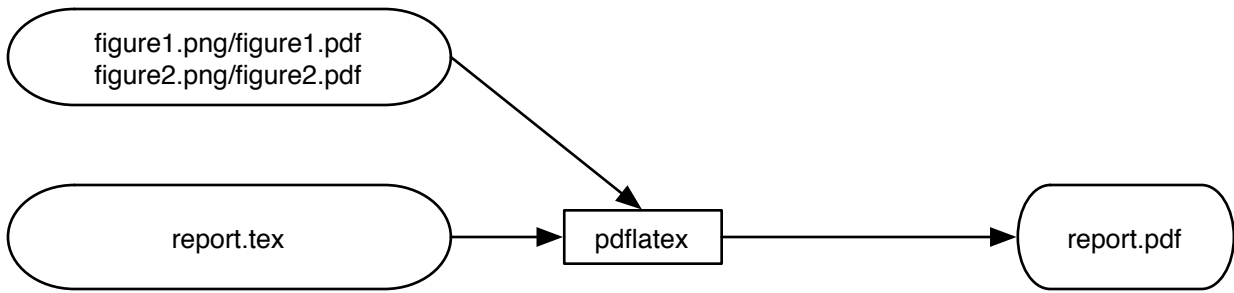 figure1.png/figure1.pdf
figure2.png/figure2.pdf
report.tex
pdflatex
report.pdf